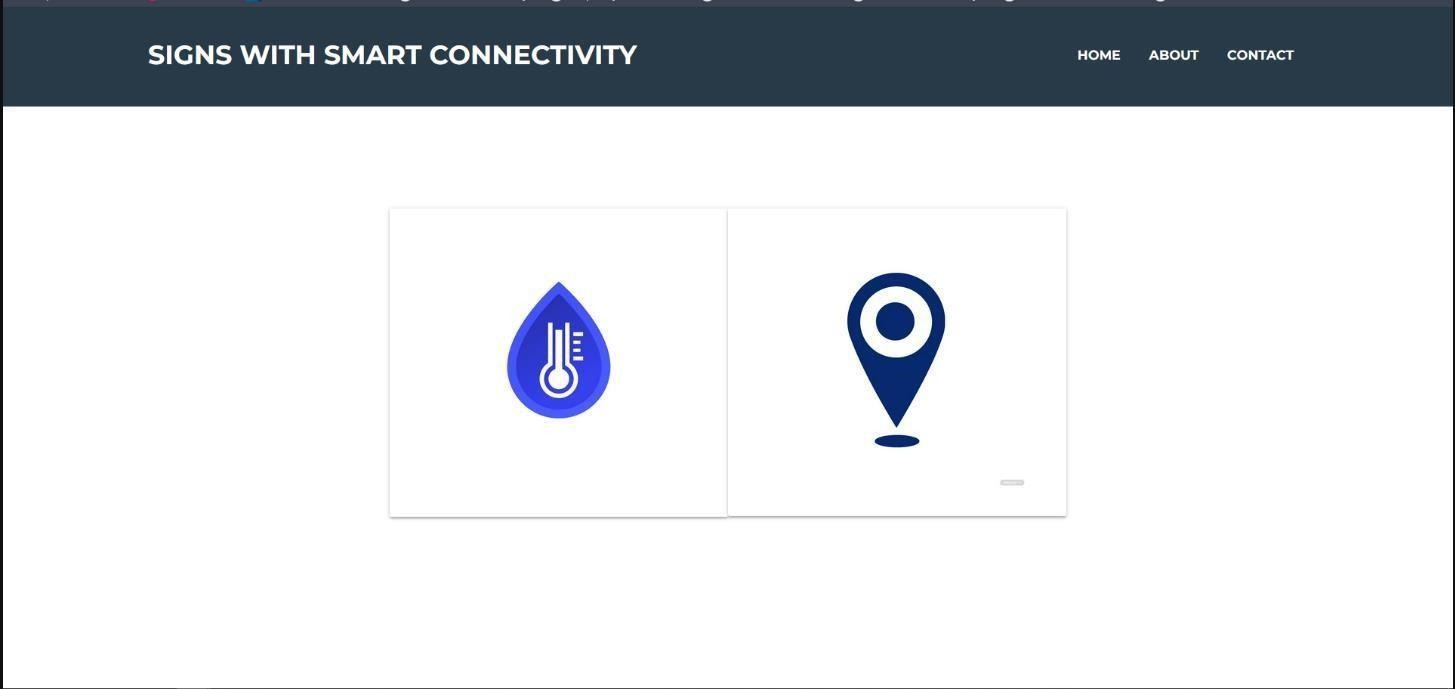 SIGNS WITH SMART CONNECTIVITY
HOME ABOUT CONTACT